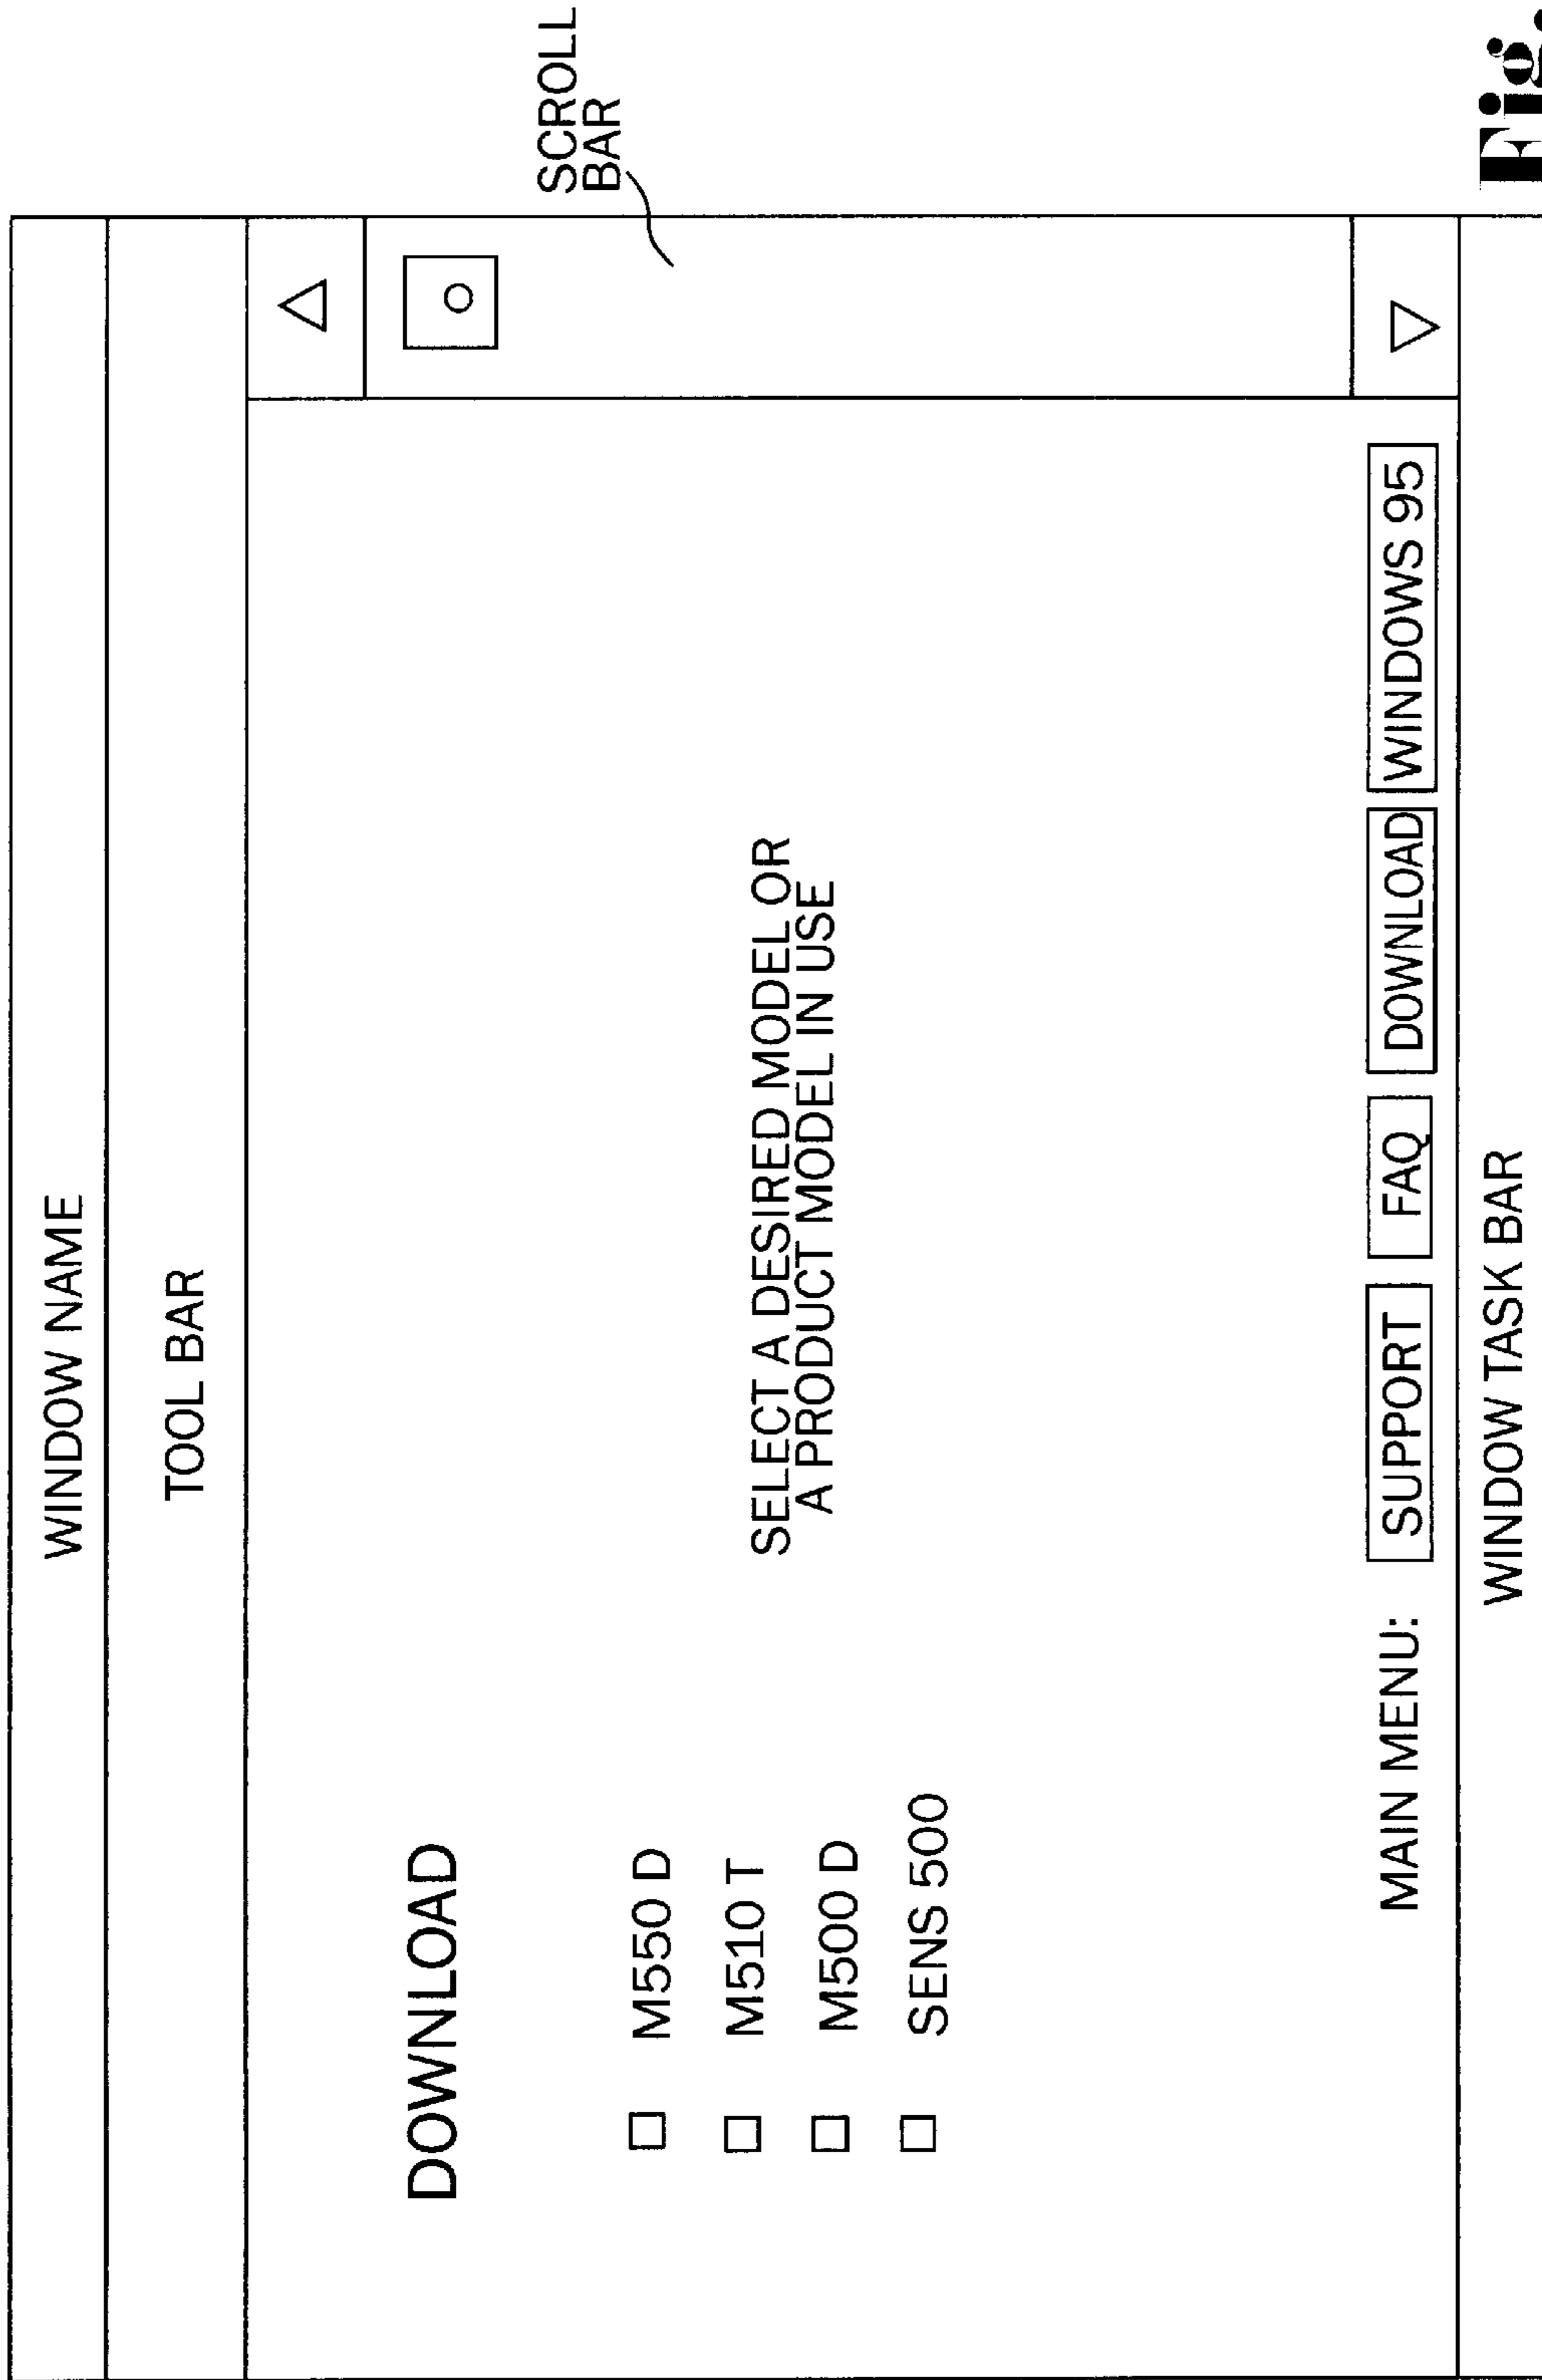 WINDOW NAME
TOOL BAR
SCROLL
BAR
DOWNLOAD
M550 D
M510 T
M500 D
SENS 500
SELECT A DESIRED MODEL OR
A PRODUCT MODEL IN USE
MAIN MENU: SUPPORT FAQ DOWNLOAD WINDOWS 95
WINDOW TASK BAR
Fig.